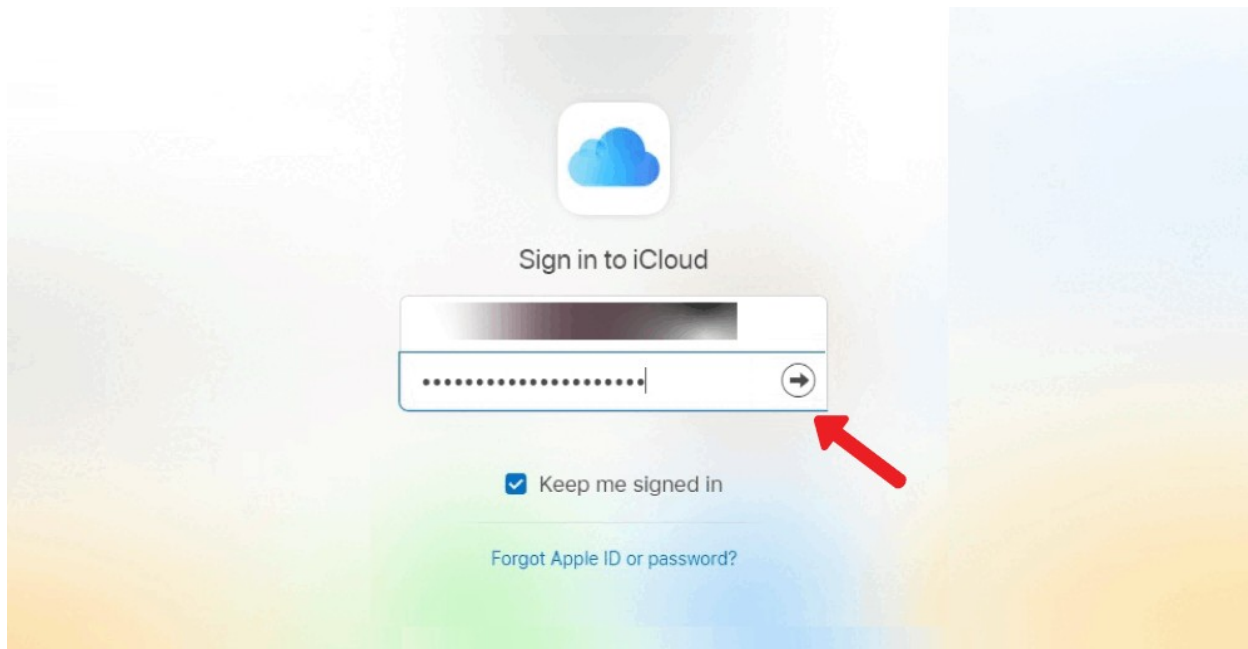 Sign in to iCloud
•••••••••••••••••••••
Keep me signed in
Forgot Apple ID or password?